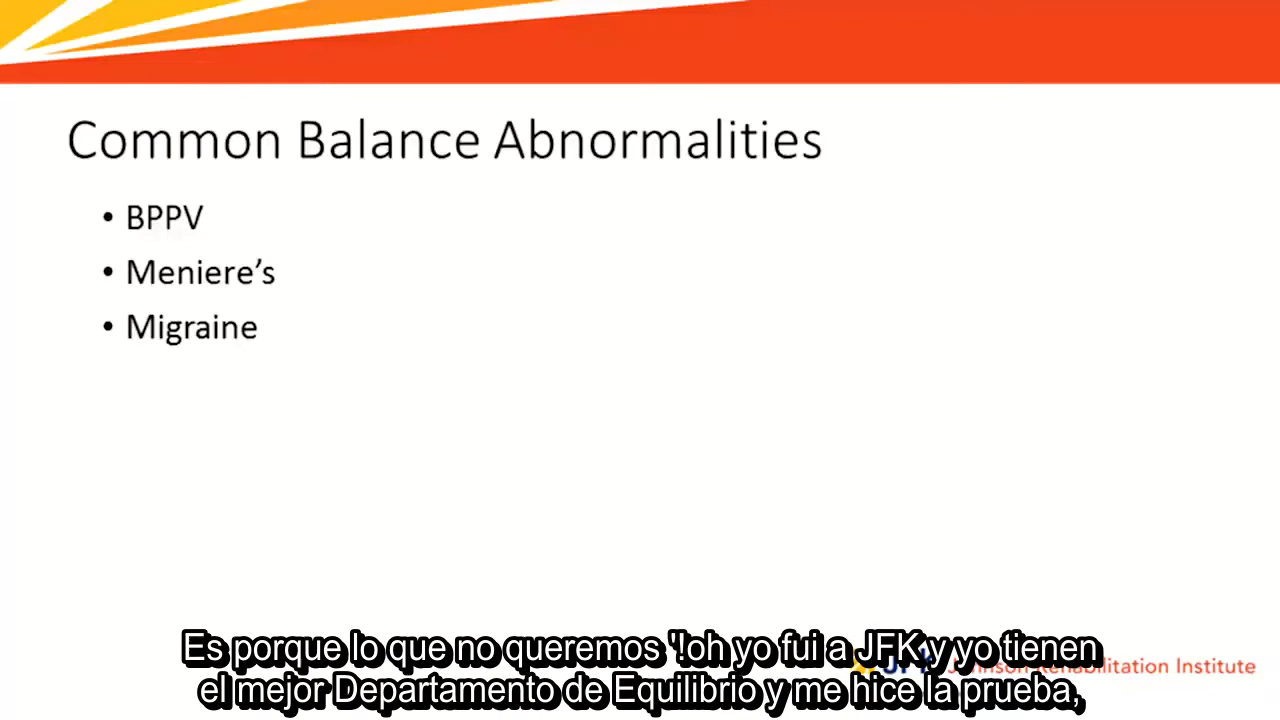 Common Balance Abnormalities
• BPPV
• Meniere’s
• Migraine
Es porque lo que no queremos '!oh yo fui a JFK,y yo tienen
el mejor Departamento de Equilibrio y me hice la prueba,
Johnson Rehabilitation Institute